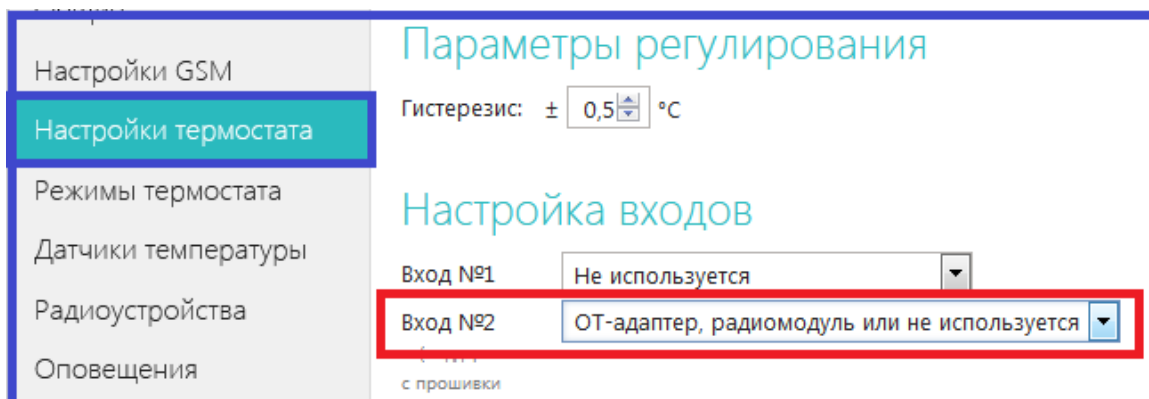 Настройки GSM
Настройки термостата
Режимы термостата
Датчики температуры
Радиоустройства
Оповещения
Параметры регулирования
Гистерезис: ± 0,5 °C
Настройка входов
Вход №1 Не используется
Вход №2 ОТ-адаптер, радиомодуль или не используется
с прошивки